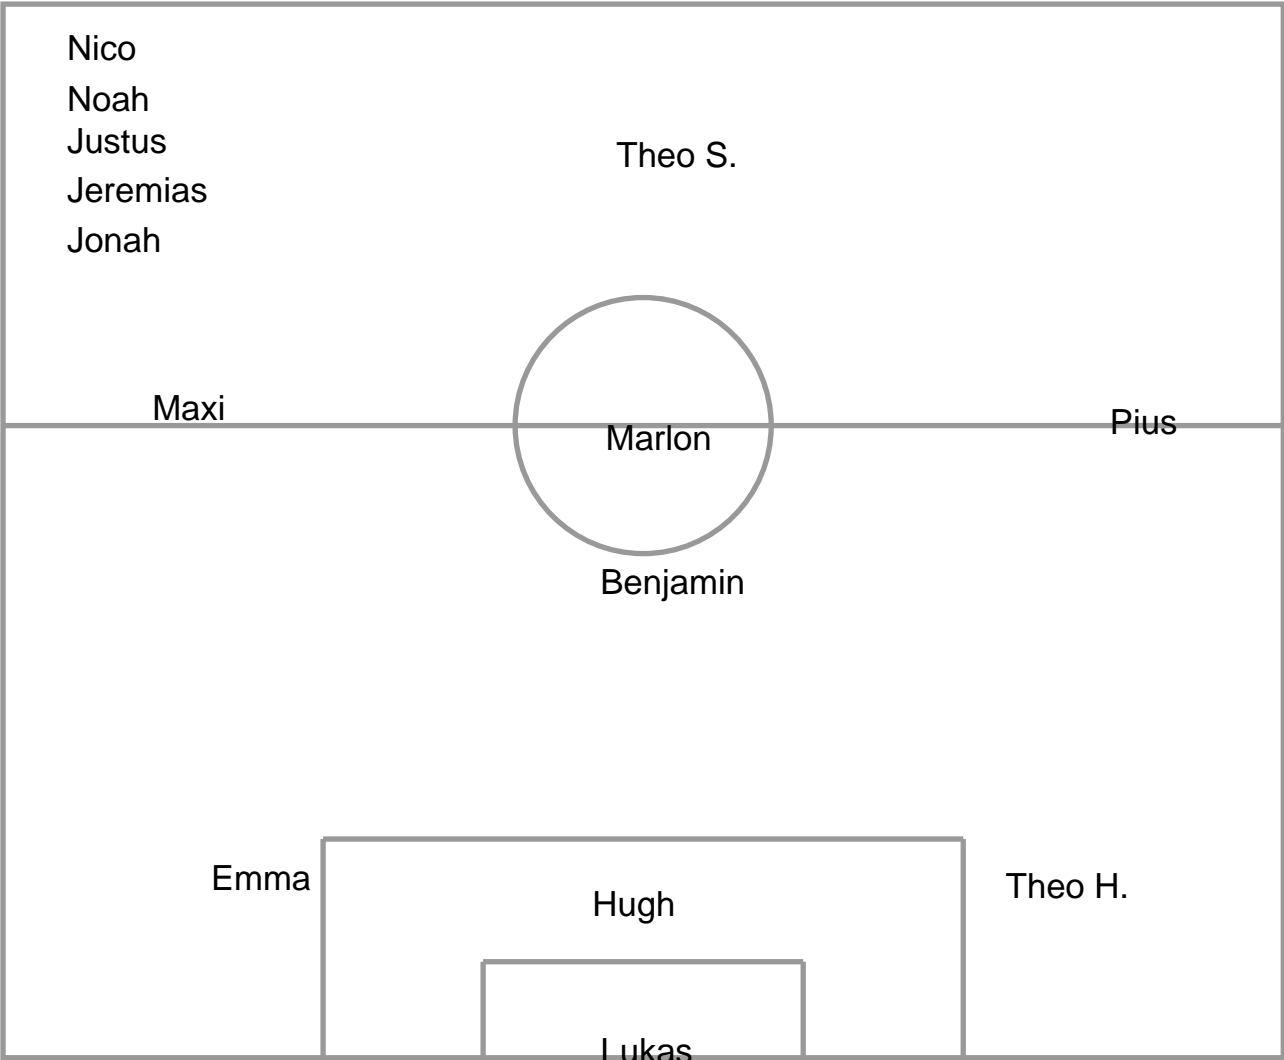 Nico
Noah
Justus
Jeremias
Jonah
Theo S.
Maxi
Marlon
Pius
Benjamin
Emma
Hugh
Theo H.
Lukas